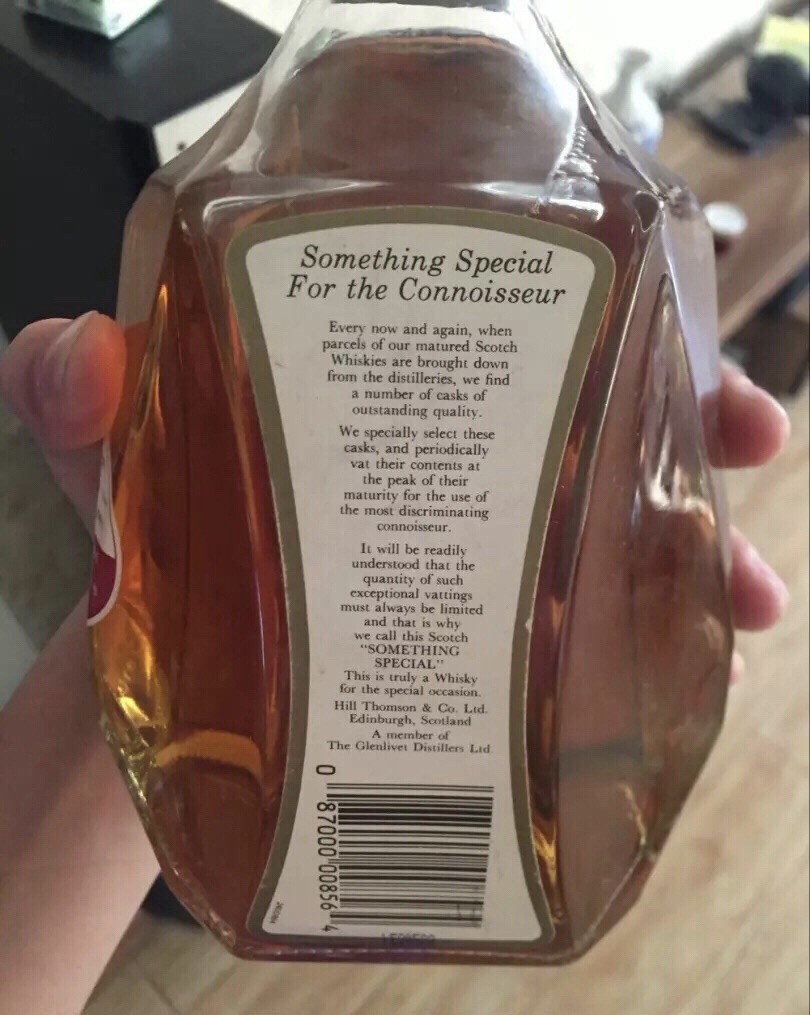 Something Special
For the Connoisseur
Every now and again, when
parcels of our matured Scotch
Whiskies are brought down
from the distilleries, we find
a number of casks of
outstanding quality.
We specially select these
casks, and periodically
vat their contents at
the peak of their
maturity for the use of
the most discriminating
connoisseur.
It will be readily
understood that the
quantity of such
exceptional vattings
must always be limited
and that is why
we call this Scotch
"SOMETHING
SPECIAL"
This is truly a Whisky
for the special occasion.
Hill Thomson & Co. Ltd.
Edinburgh, Scotland
A member of
The Glenlivet Distillers Ltd.
0 87000 00856 4